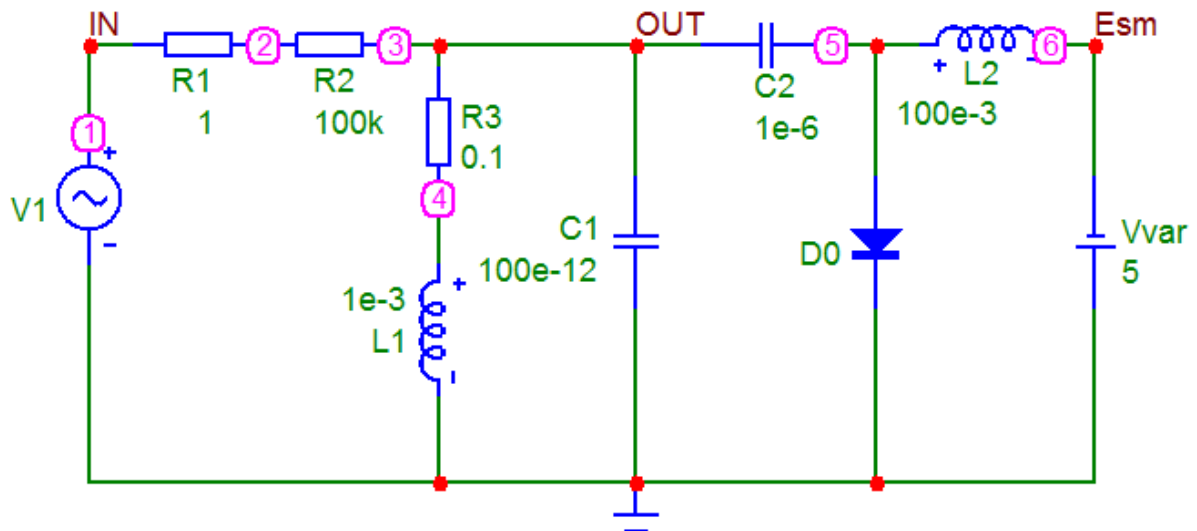 IN
OUT
Esm
2
3
5
6
R1
1
R2
100k
C2
1e-6
L2
100e-3
+
-
1
+
V1
-
R3
0.1
4
C1
100e-12
D0
Vvar
5
1e-3
L1
+
-